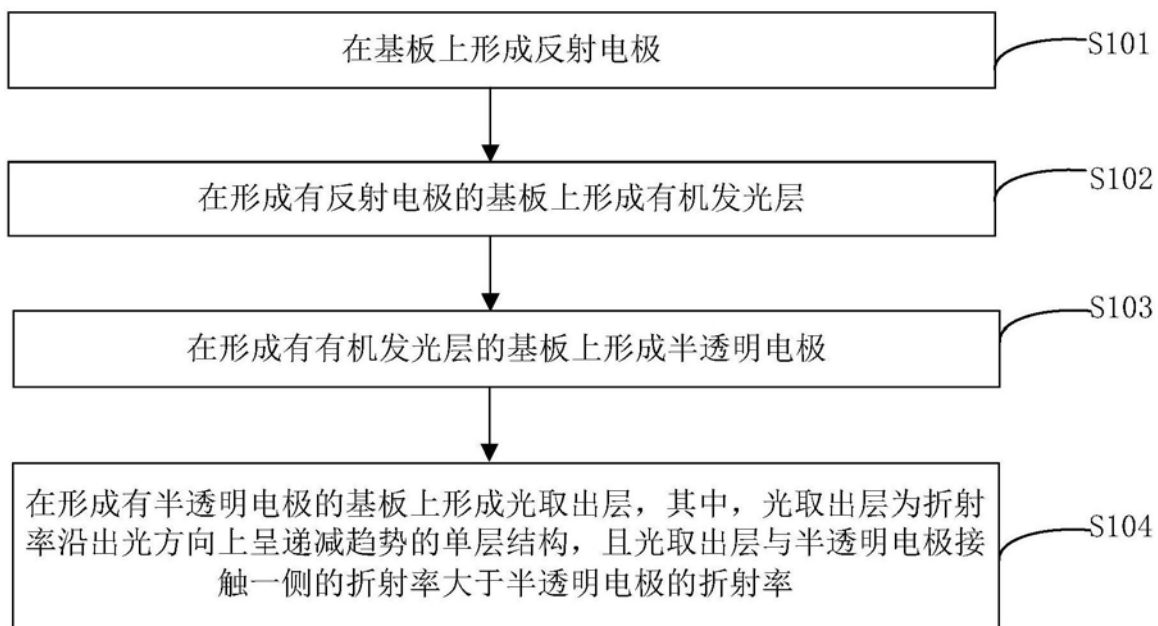 在基板上形成反射电极
S101
在形成有反射电极的基板上形成有机发光层
S102
在形成有有机发光层的基板上形成半透明电极
S103
在形成有半透明电极的基板上形成光取出层，其中，光取出层为折射
率沿出光方向上呈递减趋势的单层结构，且光取出层与半透明电极接
触一侧的折射率大于半透明电极的折射率
S104